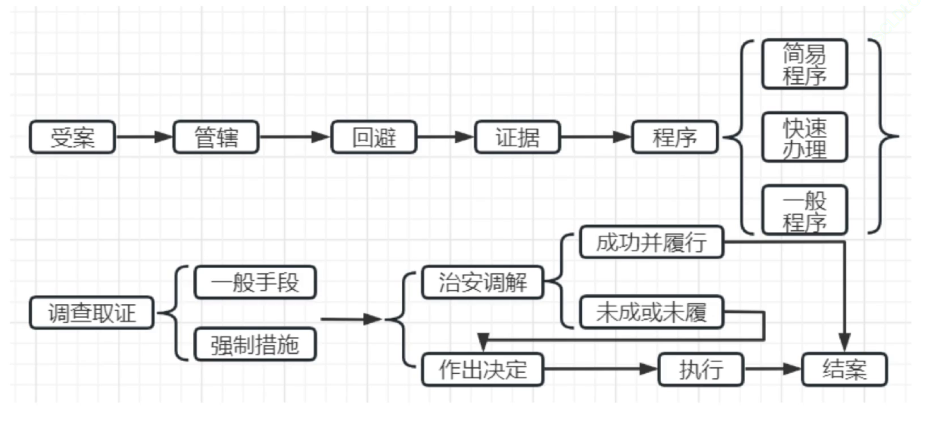 简易
程序
快速
办理
受案
管辖
回避
证据
程序
一般
程序
成功并履行
一般手段
治安调解
调查取证
未成或未履
强制措施
作出决定
执行
结案